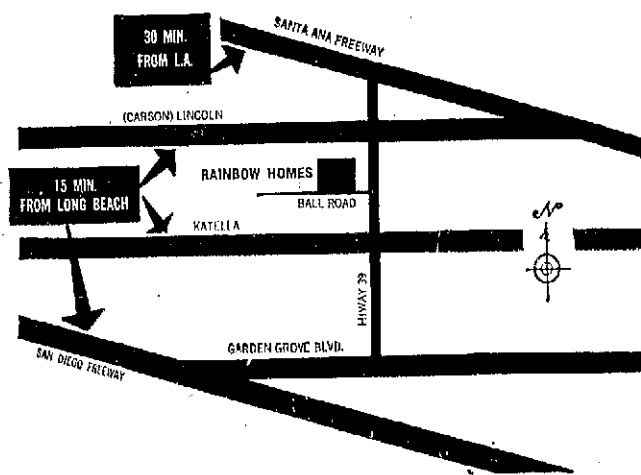 SANTA ANA FREEWAY
30 MIN.
FROM L.A.
(CARSON) LINCOLN
15 MIN.
FROM LONG BEACH
RAINBOW HOMES
BALL ROAD
KATELLA
N
HIWAY 39
GARDEN GROVE BLVD.
SAN DIEGO FREEWAY